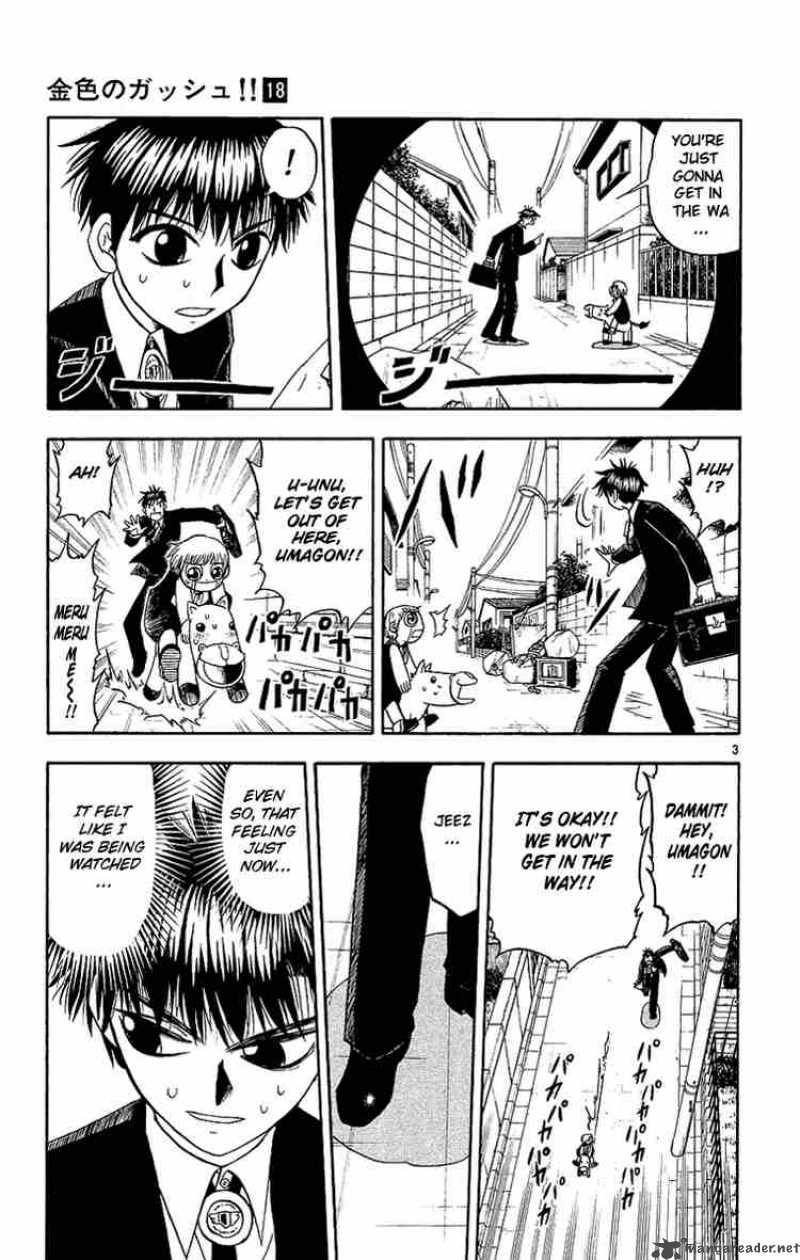 金色のガッシュ!! 18
YOU'RE
JUST
GONNA
GET IN
THE WA
...
ジー
!
ジー
HUH
!?
U-UNU,
LET'S GET
OUT OF
HERE,
UMAGON!!
AH!
MERU
MERU
ME~!!
パカパカ
パカパカ
3
DAMMIT!
HEY,
UMAGON
!!
IT'S OKAY!!
WE WON'T
GET IN THE
WAY!!
パカパカパカ
パカパカパカ
JEEZ
...
EVEN
SO, THAT
FEELING
JUST
NOW...
IT FELT
LIKE I
WAS BEING
WATCHED
...
mangareader.net